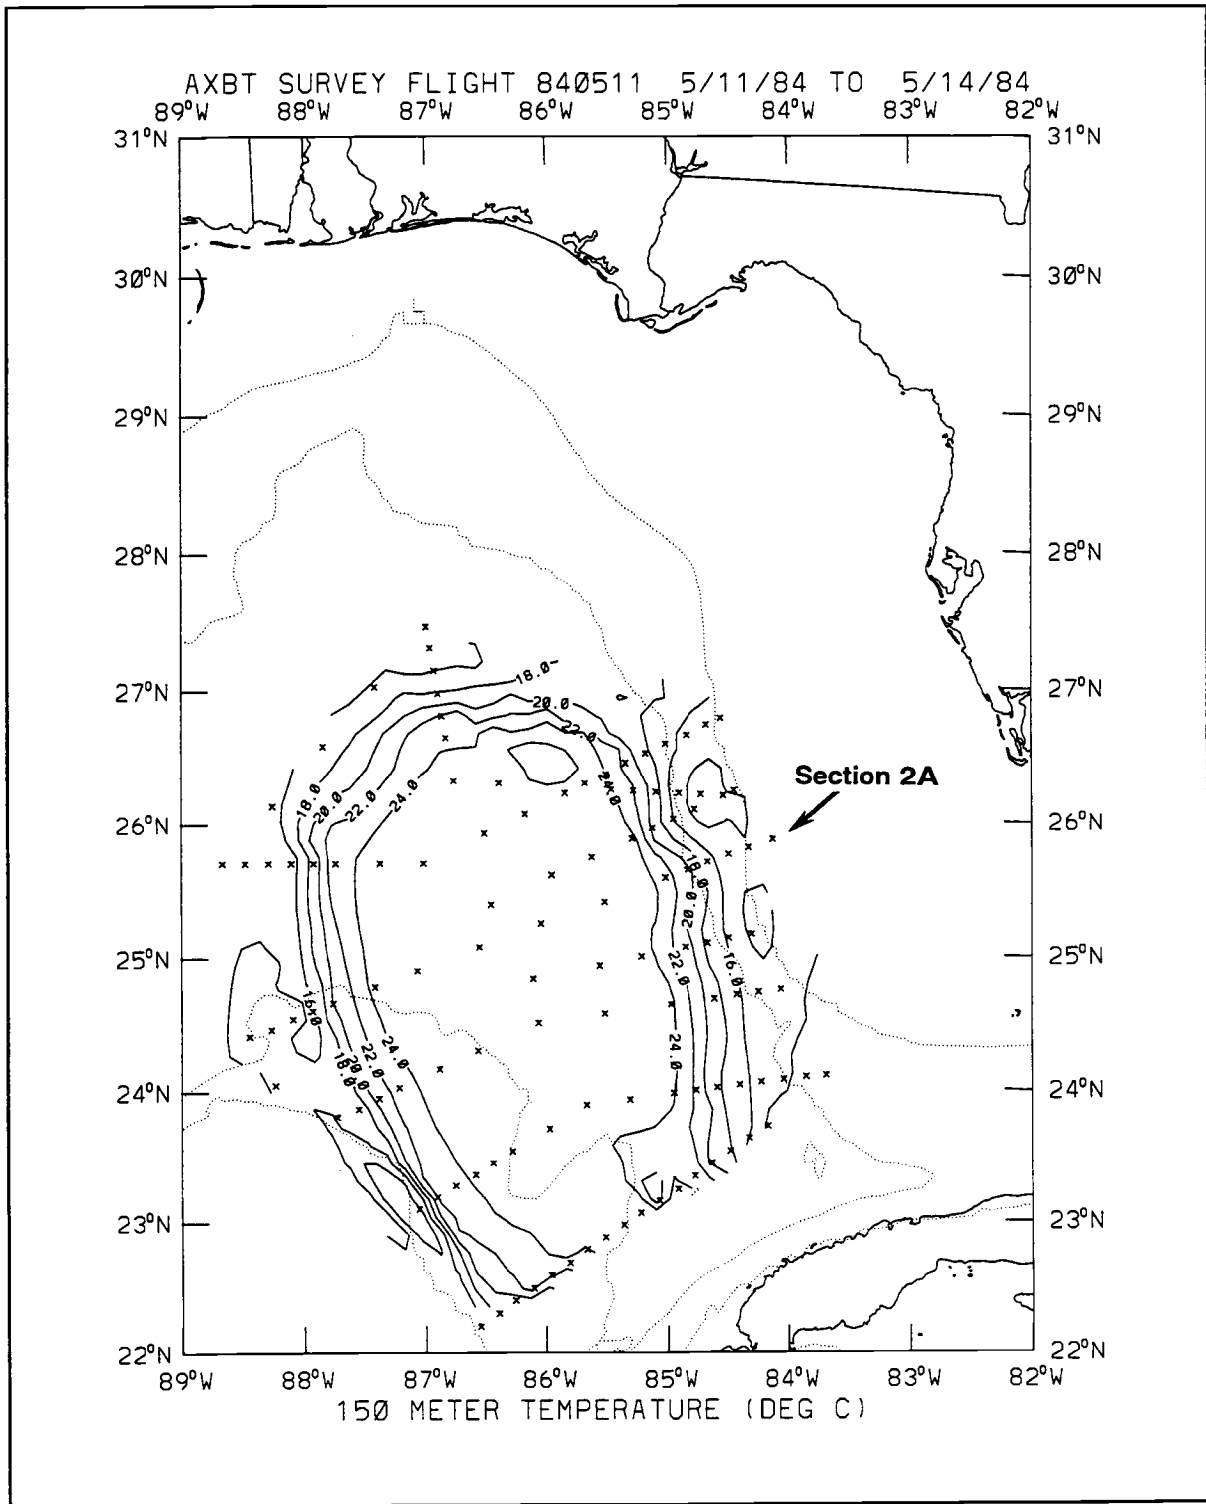 AXBT SURVEY FLIGHT 840511 5/11/84 TO 5/14/84
89°W 88°W 87°W 86°W 85°W 84°W 83°W 82°W
31°N 31°N
30°N 30°N
29°N 29°N
28°N 28°N
27°N 27°N
18.0
20.0
22.0
24.0
Section 2A
18.0 20.0 22.0 24.0
26°N 26°N
18.0
20.0
25°N 25°N
22.0 16.0
16.0
24.0
18.0 20.0 22.0 24.0
24°N 24°N
23°N 23°N
22°N 22°N
89°W 88°W 87°W 86°W 85°W 84°W 83°W 82°W
150 METER TEMPERATURE (DEG C)